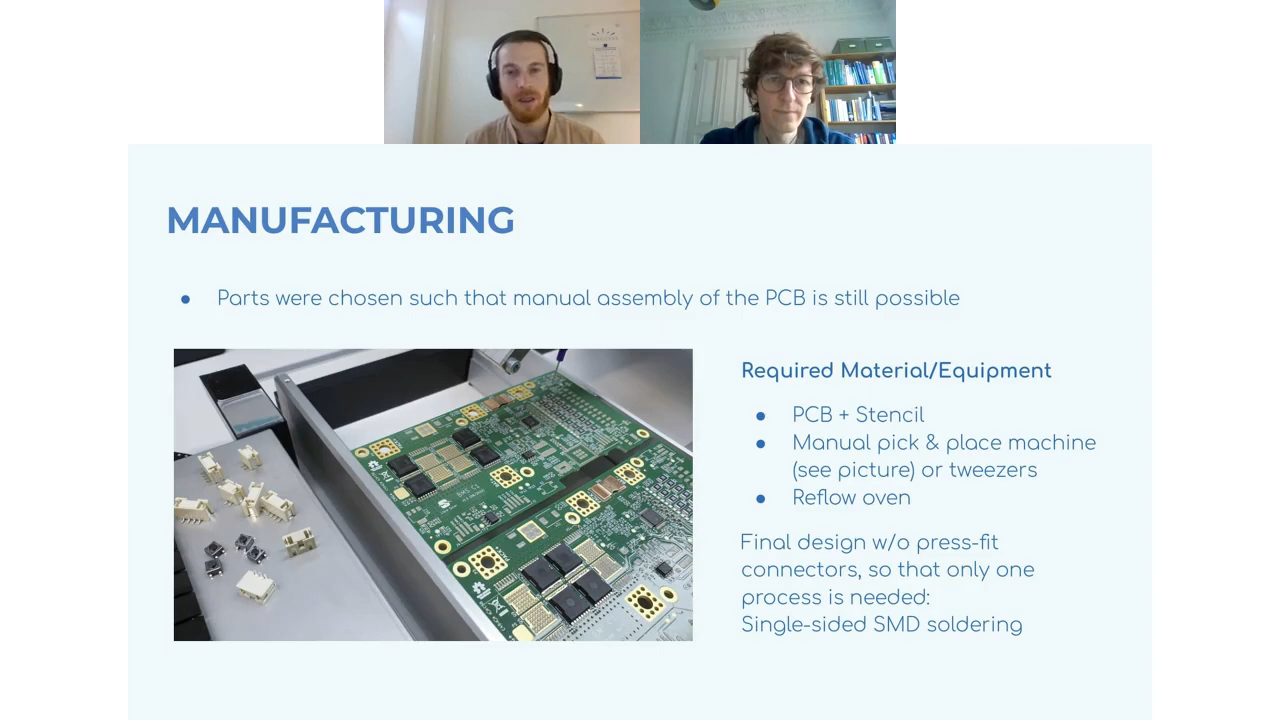 MANUFACTURING
● Parts were chosen such that manual assembly of the PCB is still possible
Required Material/Equipment
● PCB + Stencil
● Manual pick & place machine
(see picture) or tweezers
● Reflow oven
Final design w/o press-fit
connectors, so that only one
process is needed:
Single-sided SMD soldering